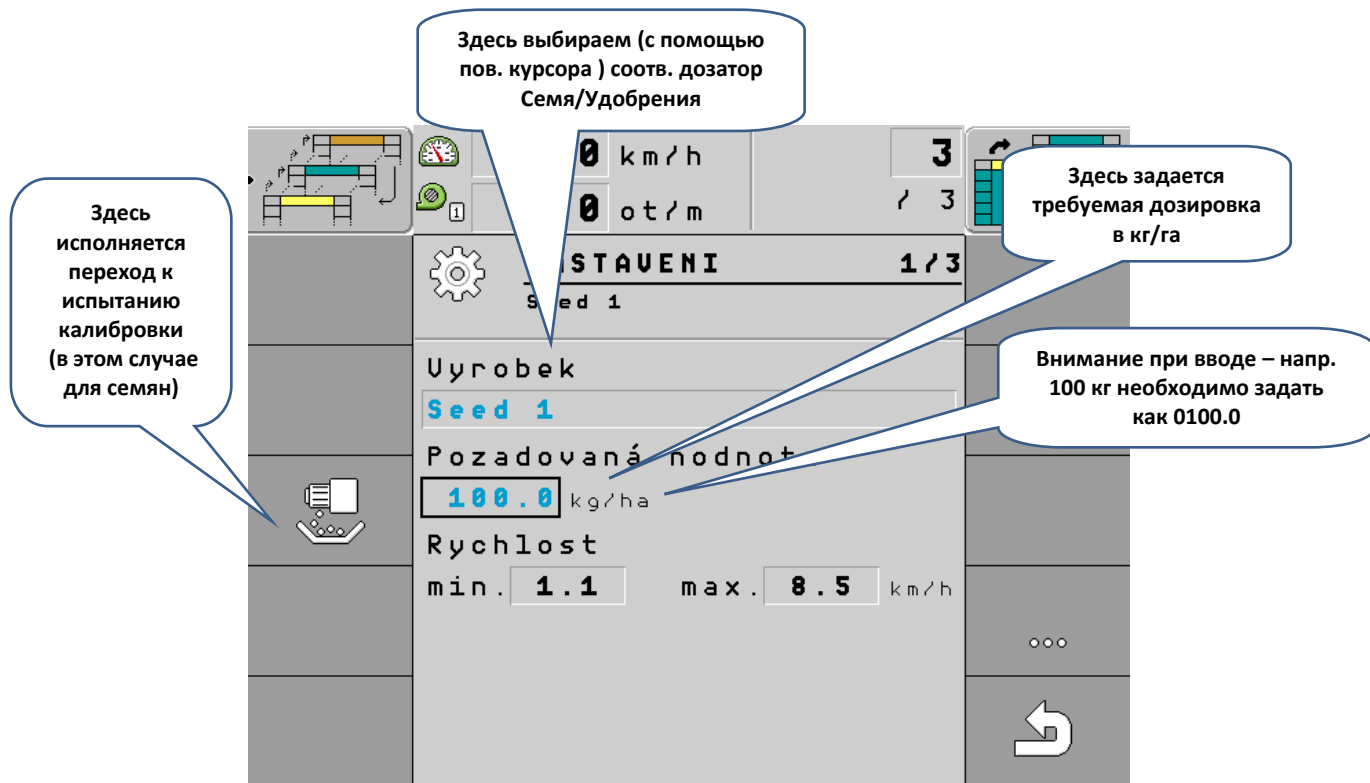 Здесь выбираем (с помощью
пов. курсора ) соотв. дозатор
Семя/Удобрения
0 km/h
3
1
0 ot/m
/ 3
Здесь задается
требуемая дозировка
в кг/га
Здесь
исполняется
переход к
испытанию
калибровки
(в этом случае
для семян)
STAVENI 1/3
Seed 1
Внимание при вводе – напр.
100 кг необходимо задать
как 0100.0
Vyrobek
Seed 1
Pozadovaná hodnot
100.0 kg/ha
Rychlost
min. 1.1 max. 8.5 km/h